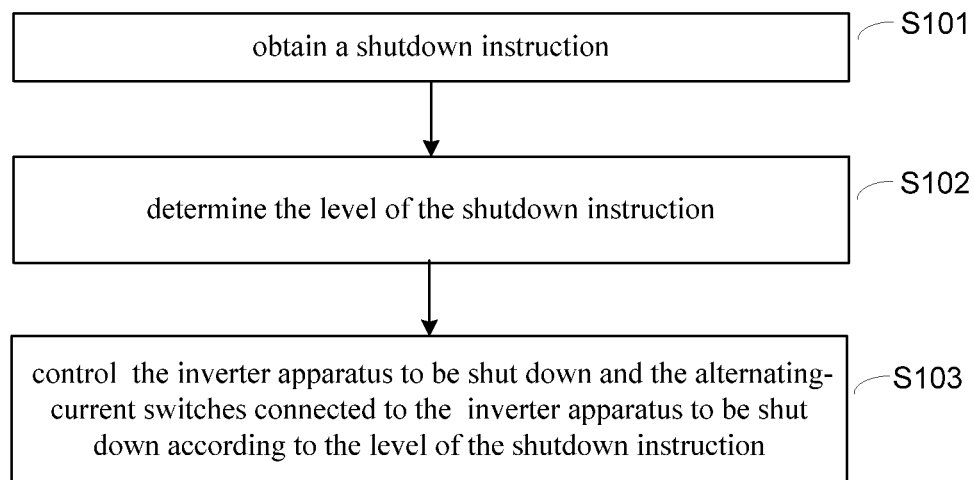 obtain a shutdown instruction
S101
determine the level of the shutdown instruction
S102
control the inverter apparatus to be shut down and the alternating-
current switches connected to the inverter apparatus to be shut
down according to the level of the shutdown instruction
S103